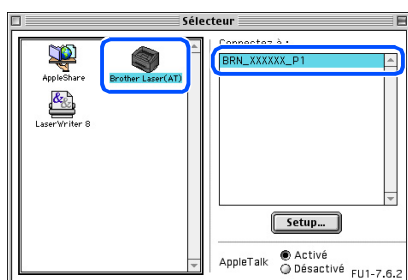 Sélecteur
Connectez à :
AppleShare
Brother Laser(AT)
LaserWriter 8
BRN_XXXXXX_P1
Setup...
AppleTalk
Activé
Désactivé
FU1-7.6.2